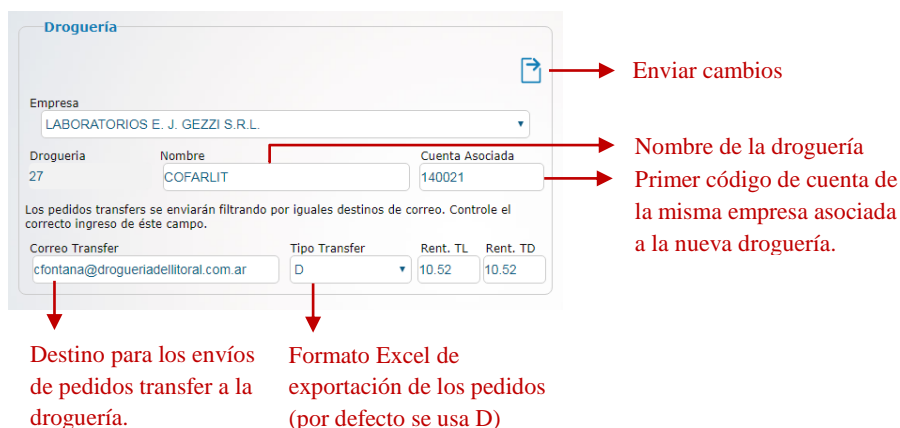 Droguería
Enviar cambios
Empresa
LABORATORIOS E. J. GEZZI S.R.L.
Drogueria Nombre Cuenta Asociada
27 COFARLIT 140021
Nombre de la droguería
Primer código de cuenta de
la misma empresa asociada
a la nueva droguería.
Los pedidos transfers se enviarán filtrando por iguales destinos de correo. Controle el
correcto ingreso de éste campo.
Correo Transfer Tipo Transfer Rent. TL Rent. TD
cfontana@drogueriadellitoral.com.ar D 10.52 10.52
Destino para los envíos
de pedidos transfer a la
droguería.
Formato Excel de
exportación de los pedidos
(por defecto se usa D)